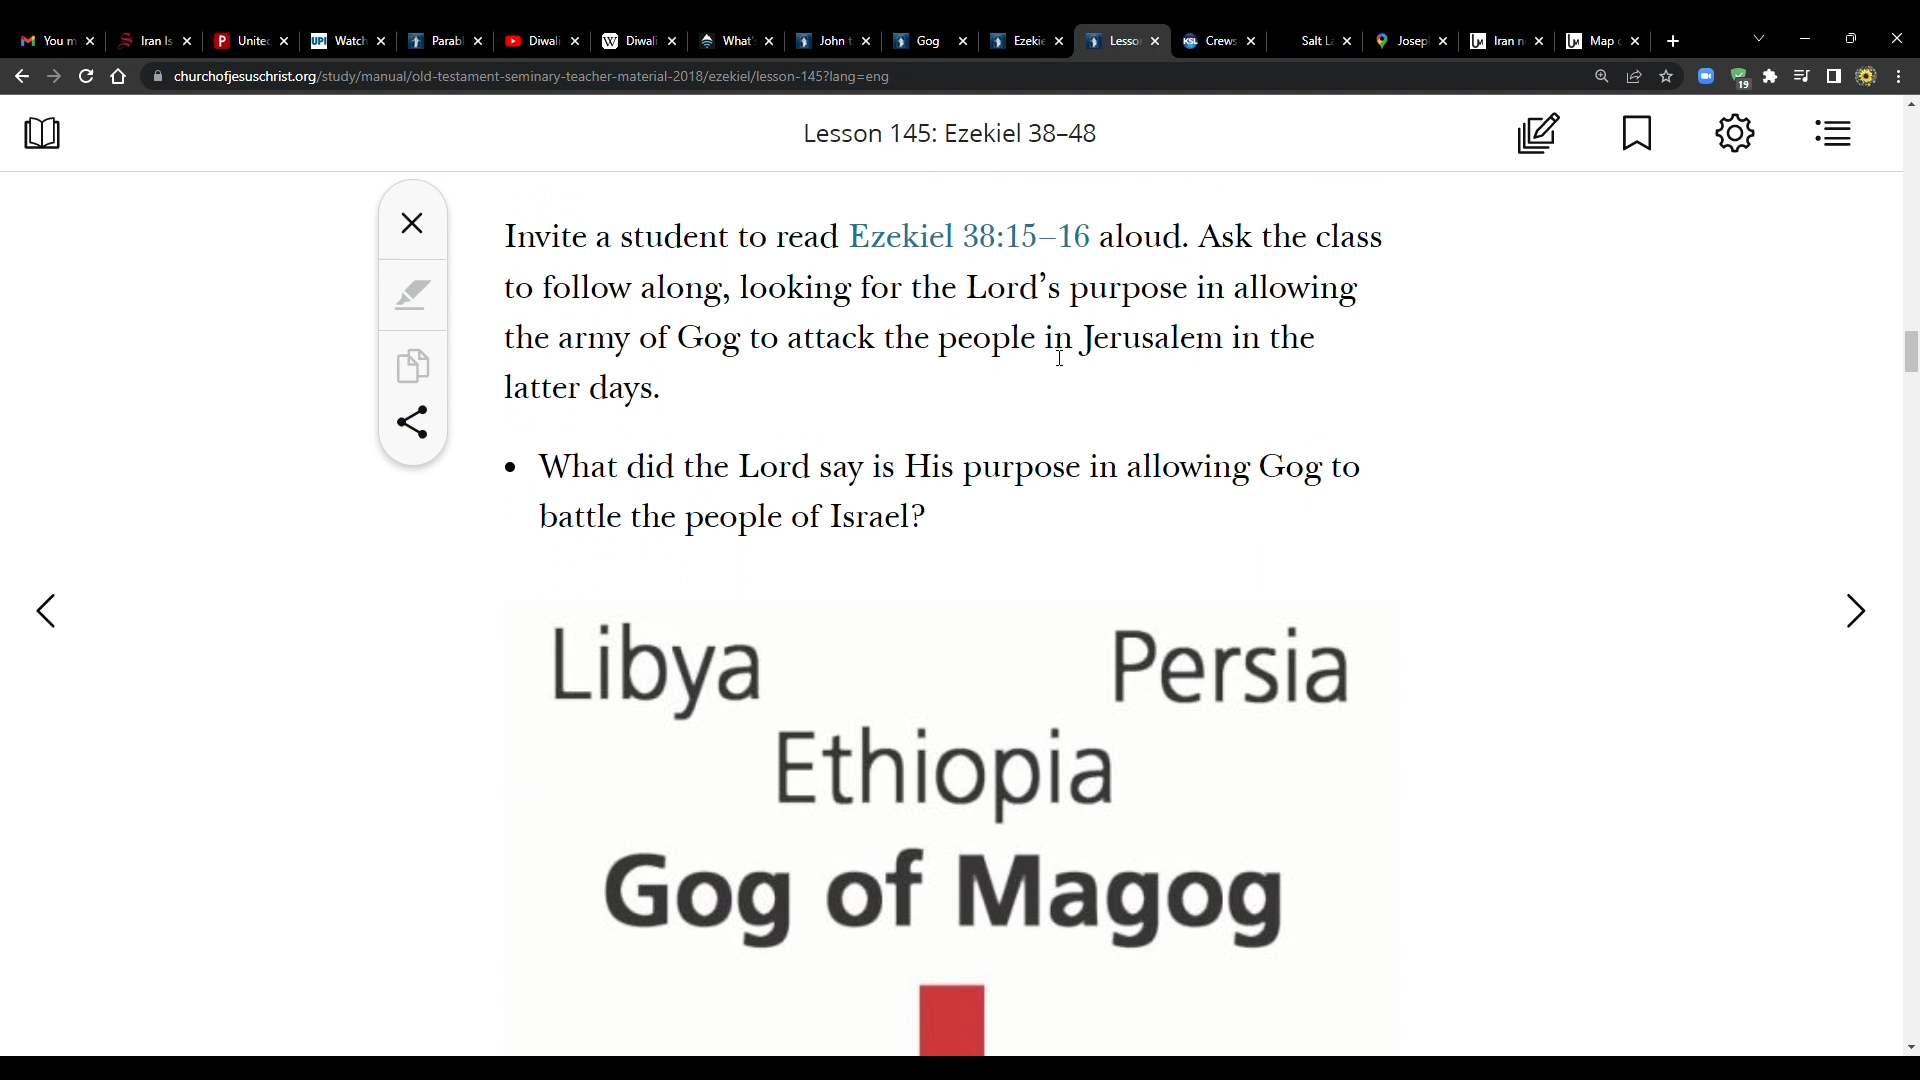 You m
Iran Is
Unitec
Watch
Parabl
Diwali
Diwali
What'
John t
Gog
Ezekie
Lesso
KSL Crews
Salt La
Josep
Iran n
Map o
churchofjesuschrist.org/study/manual/old-testament-seminary-teacher-material-2018/ezekiel/lesson-145?lang=eng
19
Lesson 145: Ezekiel 38–48
Invite a student to read Ezekiel 38:15–16 aloud. Ask the class
to follow along, looking for the Lord’s purpose in allowing
the army of Gog to attack the people in Jerusalem in the
latter days.
• What did the Lord say is His purpose in allowing Gog to
battle the people of Israel?
Libya
Persia
Ethiopia
Gog of Magog